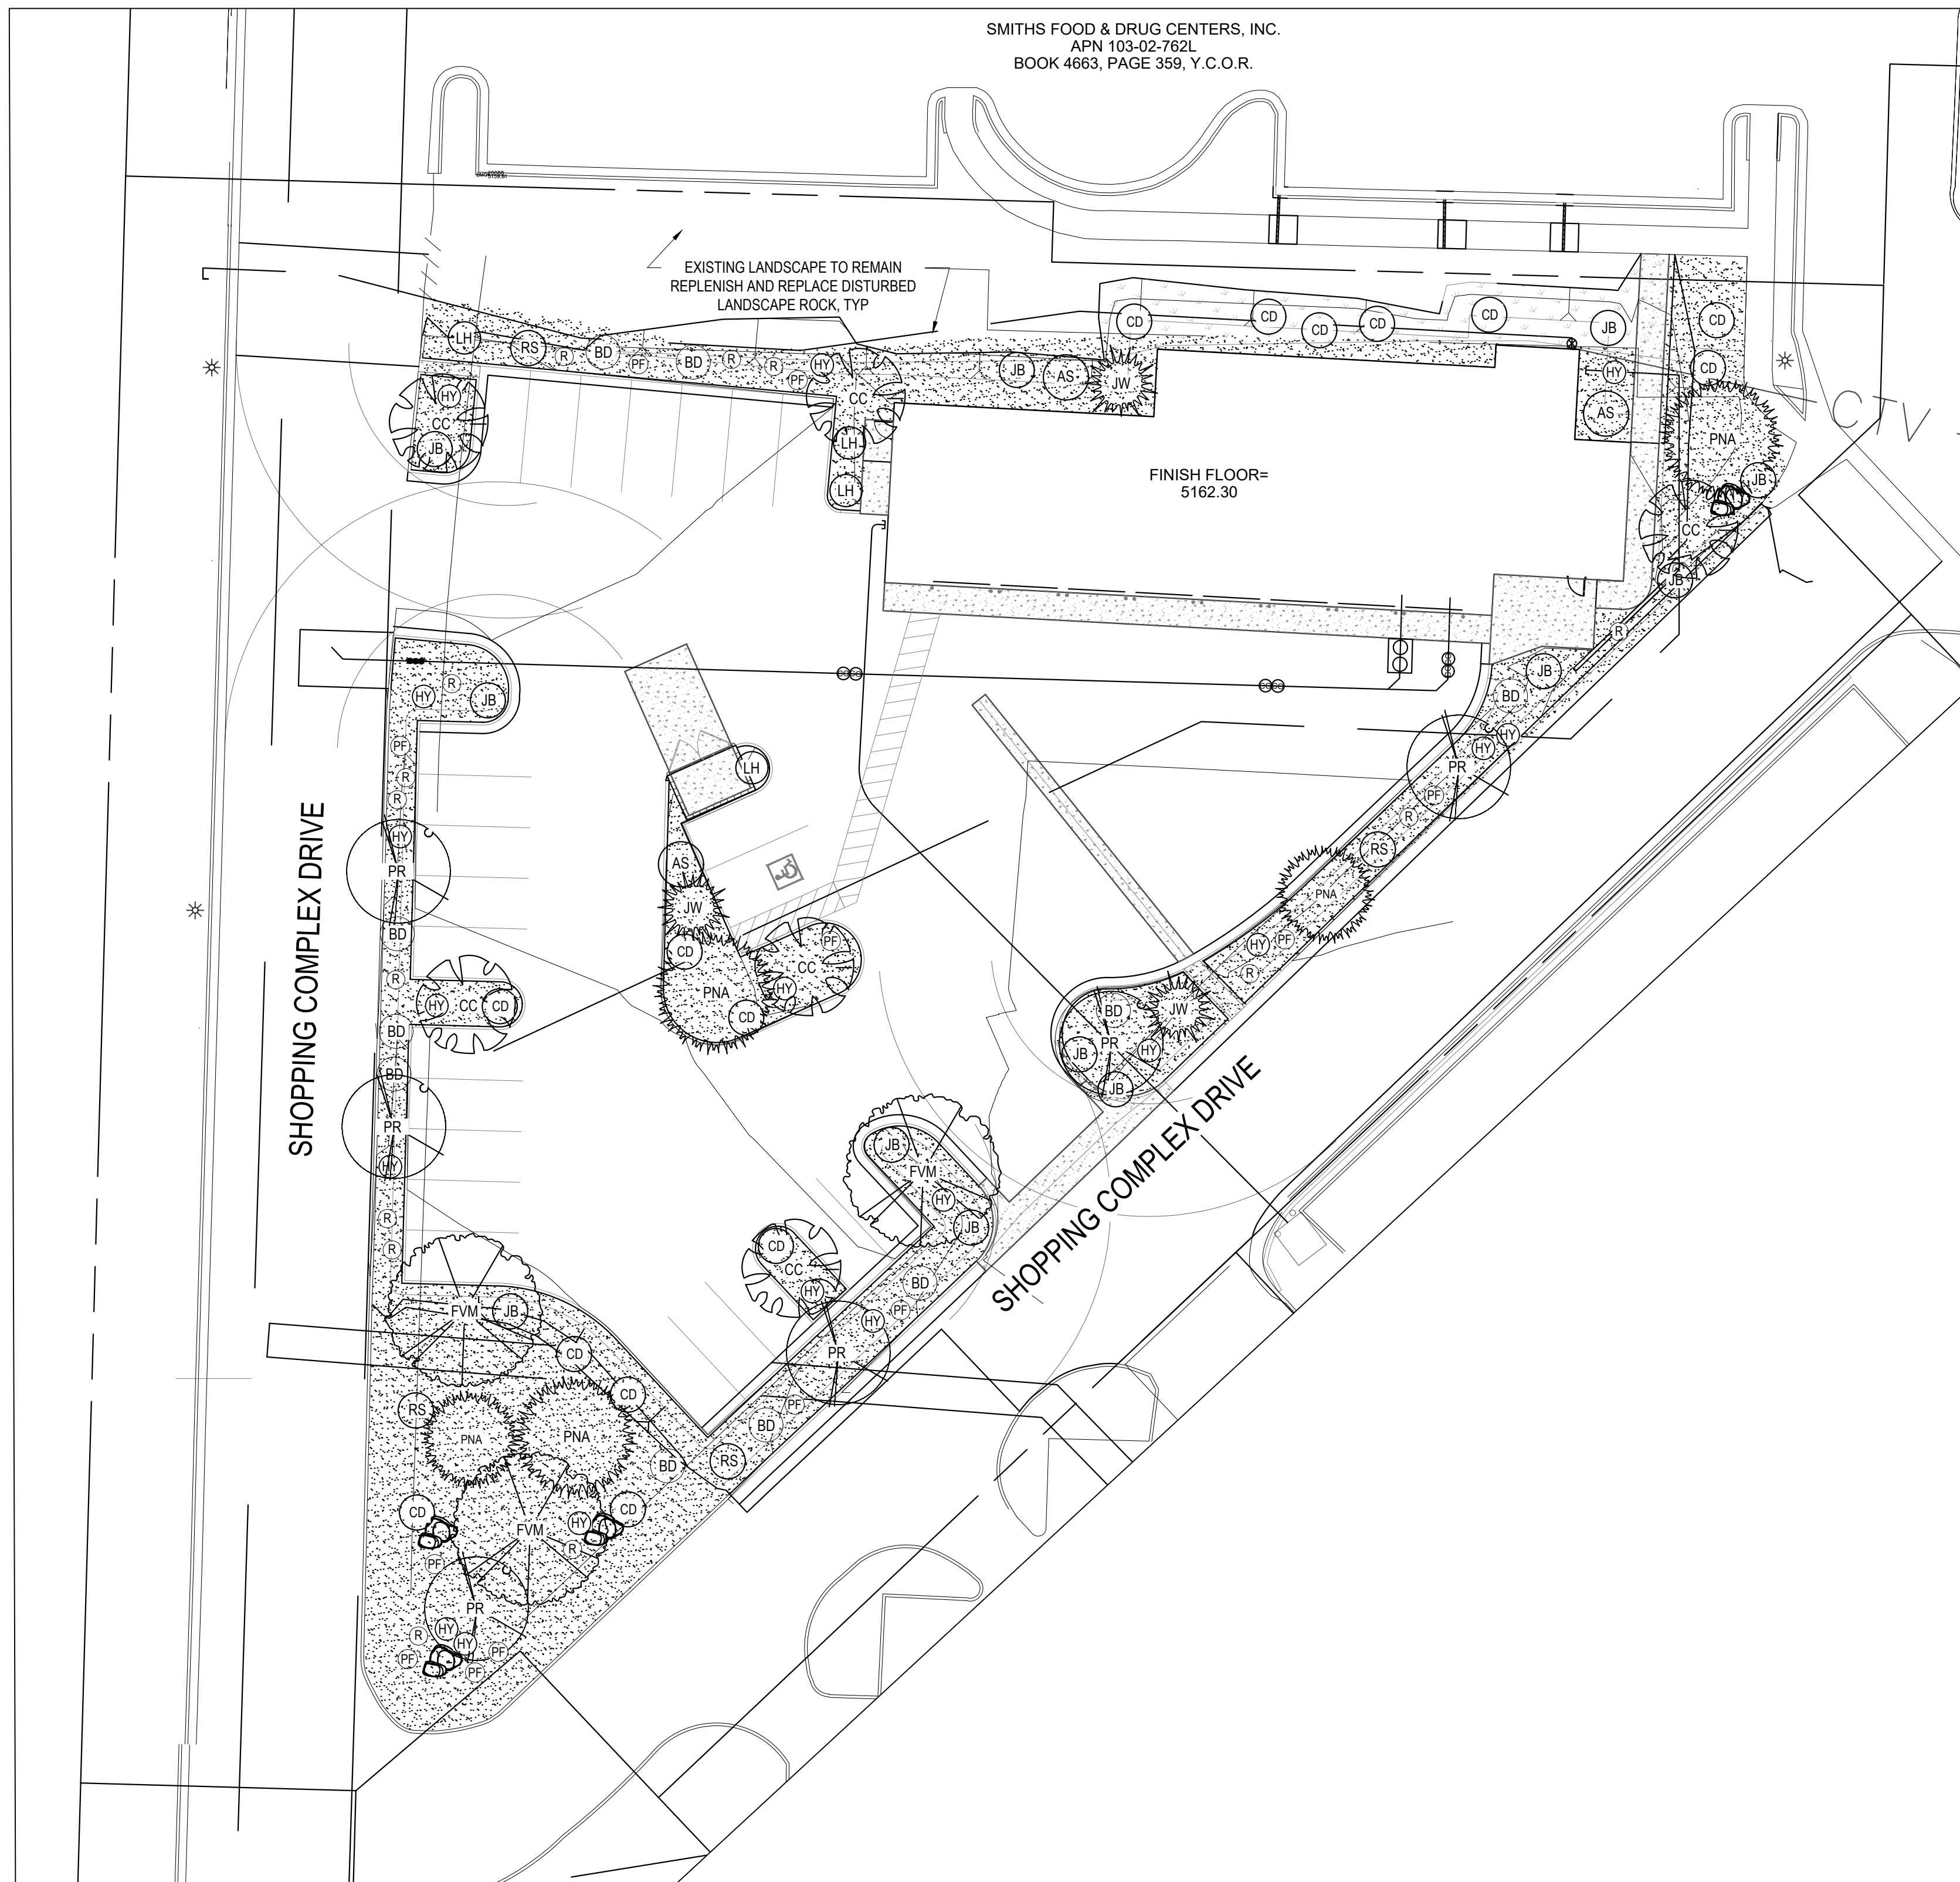 SMITHS FOOD & DRUG CENTERS, INC.
APN 103-02-762L
BOOK 4663, PAGE 359, Y.C.O.R.
EXISTING LANDSCAPE TO REMAIN
REPLENISH AND REPLACE DISTURBED
LANDSCAPE ROCK, TYP
CD
CD
CD
CD
CD
JB
CD
LH
RS
R
BD
PF
BD
R
R
PF
HY
JB
AS
JW
HY
CD
HY
CC
JB
CC
LH
LH
AS
PNA
CTV
FINISH FLOOR=
5162.30
JB
CC
JB
R
HY
R
JB
JB
BD
HY
HY
PF
R
R
HY
PR
LH
PR
PF
R
RS
AS
JW
PNA
BD
CD
PF
CC
HY
PF
R
R
HY
CC
CD
PNA
HY
CD
BD
JW
BD
JB
PR
HY
BD
JB
PR
HY
SHOPPING COMPLEX DRIVE
SHOPPING COMPLEX DRIVE
JB
FVM
HY
JB
R
R
CD
CC
HY
BD
PF
HY
PR
FVM
JB
CD
CD
RS
PNA
PNA
PF
BD
BD
RS
CD
CD
HY
FVM
R
PF
PR
R
HY
HY
PF
PF
PF